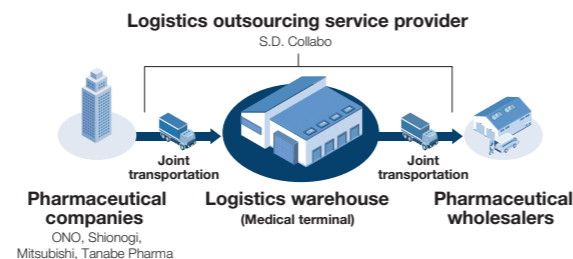 Logistics outsourcing service provider
S.D. Collabo
Joint
transportation
Joint
transportation
Pharmaceutical
companies
ONO, Shionogi,
Mitsubishi, Tanabe Pharma
Logistics warehouse
(Medical terminal)
Pharmaceutical
wholesalers